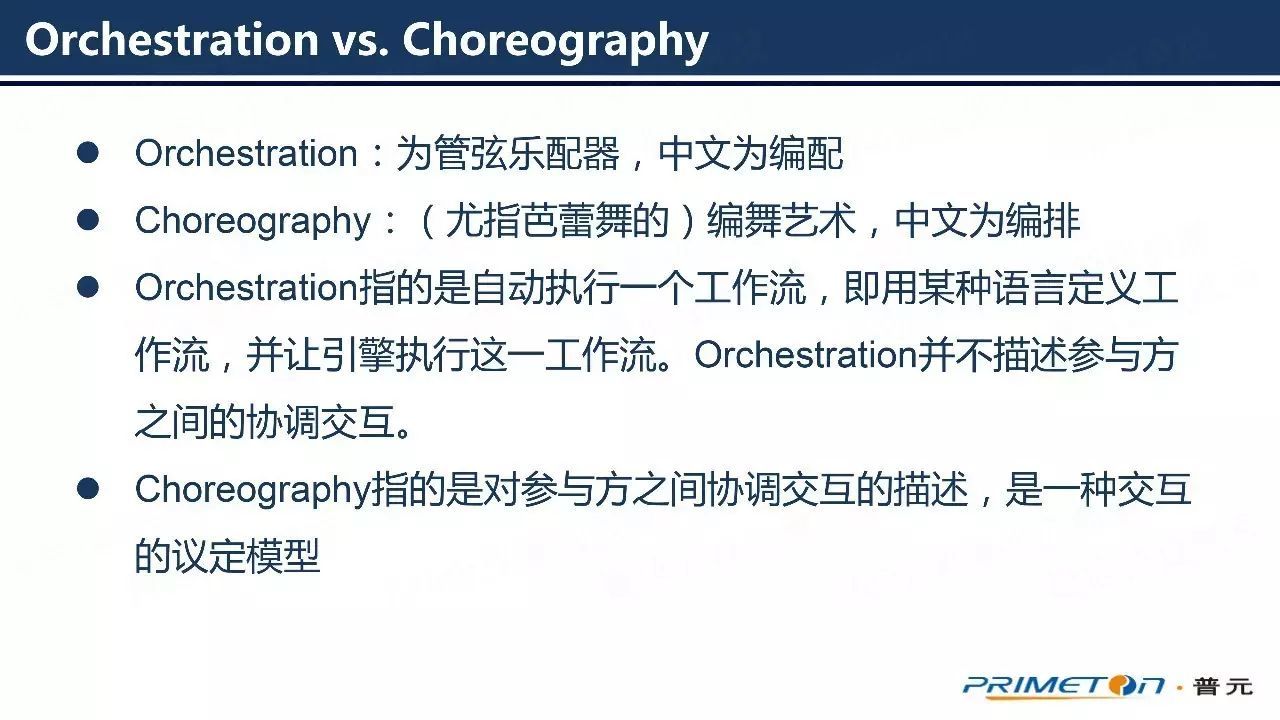 Orchestration vs. Choreography
● Orchestration：为管弦乐配器，中文为编配
● Choreography：（尤指芭蕾舞的）编舞艺术，中文为编排
● Orchestration指的是自动执行一个工作流，即用某种语言定义工
作流，并让引擎执行这一工作流。Orchestration并不描述参与方
之间的协调交互。
● Choreography指的是对参与方之间协调交互的描述，是一种交互
的议定模型
PRIMETON · 普元